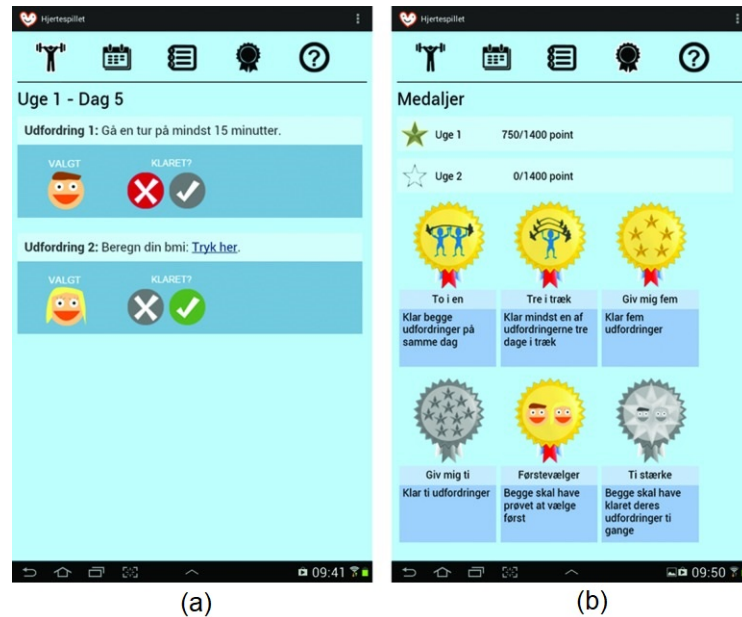 Hjertespillet
Uge 1 - Dag 5
Udfordring 1: Gå en tur på mindst 15 minutter.
VALGT KLARET?
Udfordring 2: Beregn din bmi: Tryk her.
VALGT KLARET?
09:41
(a)
Hjertespillet
Medaljer
Uge 1 750/1400 point
Uge 2 0/1400 point
To i en
Klar begge
udfordringer på
samme dag
Tre i træk
Klar mindst en af
udfordringerne tre
dage i træk
Giv mig fem
Klar fem
udfordringer
Giv mig ti
Klar ti udfordringer
Førstevælger
Begge skal have
prøvet at vælge
først
Ti stærke
Begge skal have
klaret deres
udfordringer ti
gange
09:50
(b)